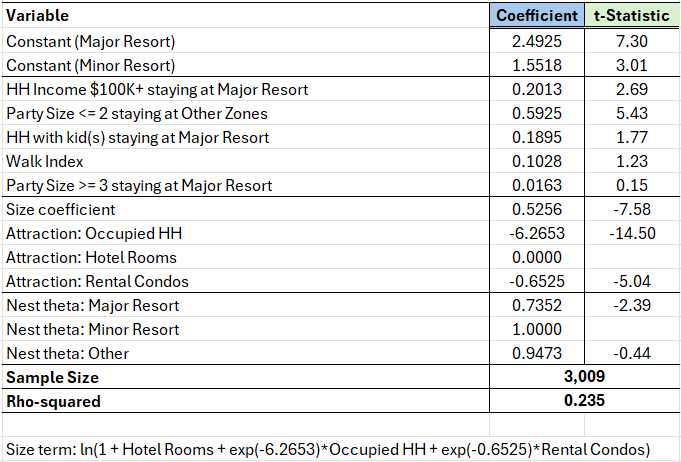 Variable Coefficient t-Statistic
Constant (Major Resort) 2.4925 7.30
Constant (Minor Resort) 1.5518 3.01
HH Income $100K+ staying at Major Resort 0.2013 2.69
Party Size <= 2 staying at Other Zones 0.5925 5.43
HH with kid(s) staying at Major Resort 0.1895 1.77
Walk Index 0.1028 1.23
Party Size >= 3 staying at Major Resort 0.0163 0.15
Size coefficient 0.5256 -7.58
Attraction: Occupied HH -6.2653 -14.50
Attraction: Hotel Rooms 0.0000
Attraction: Rental Condos -0.6525 -5.04
Nest theta: Major Resort 0.7352 -2.39
Nest theta: Minor Resort 1.0000
Nest theta: Other 0.9473 -0.44
Sample Size 3,009
Rho-squared 0.235
Size term: ln(1 + Hotel Rooms + exp(-6.2653)*Occupied HH + exp(-0.6525)*Rental Condos)